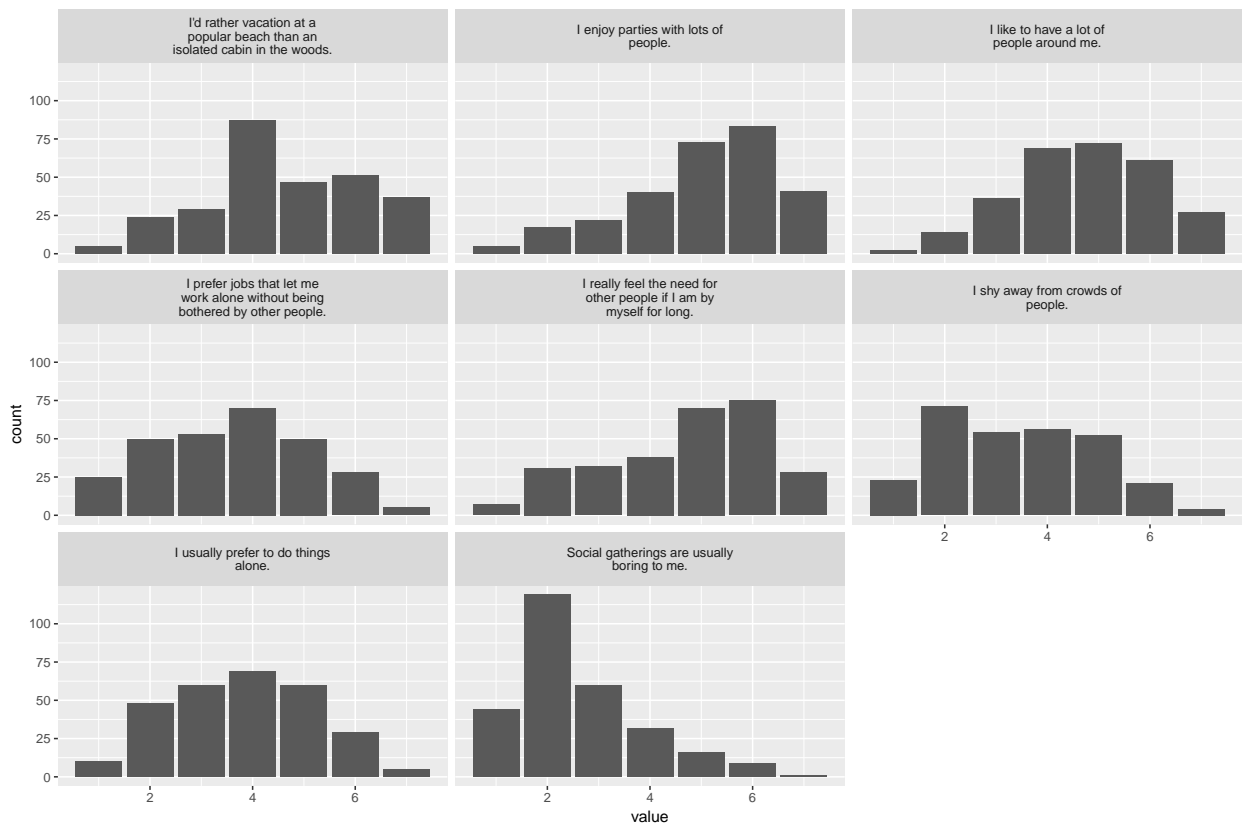 I'd rather vacation at a
popular beach than an
isolated cabin in the woods.
I enjoy parties with lots of
people.
I like to have a lot of
people around me.
100
75
50
25
0
I prefer jobs that let me
work alone without being
bothered by other people.
I really feel the need for
other people if I am by
myself for long.
I shy away from crowds of
people.
100
75
50
25
0
2 4 6
I usually prefer to do things
alone.
Social gatherings are usually
boring to me.
100
75
50
25
0
2 4 6
2 4 6
count
value